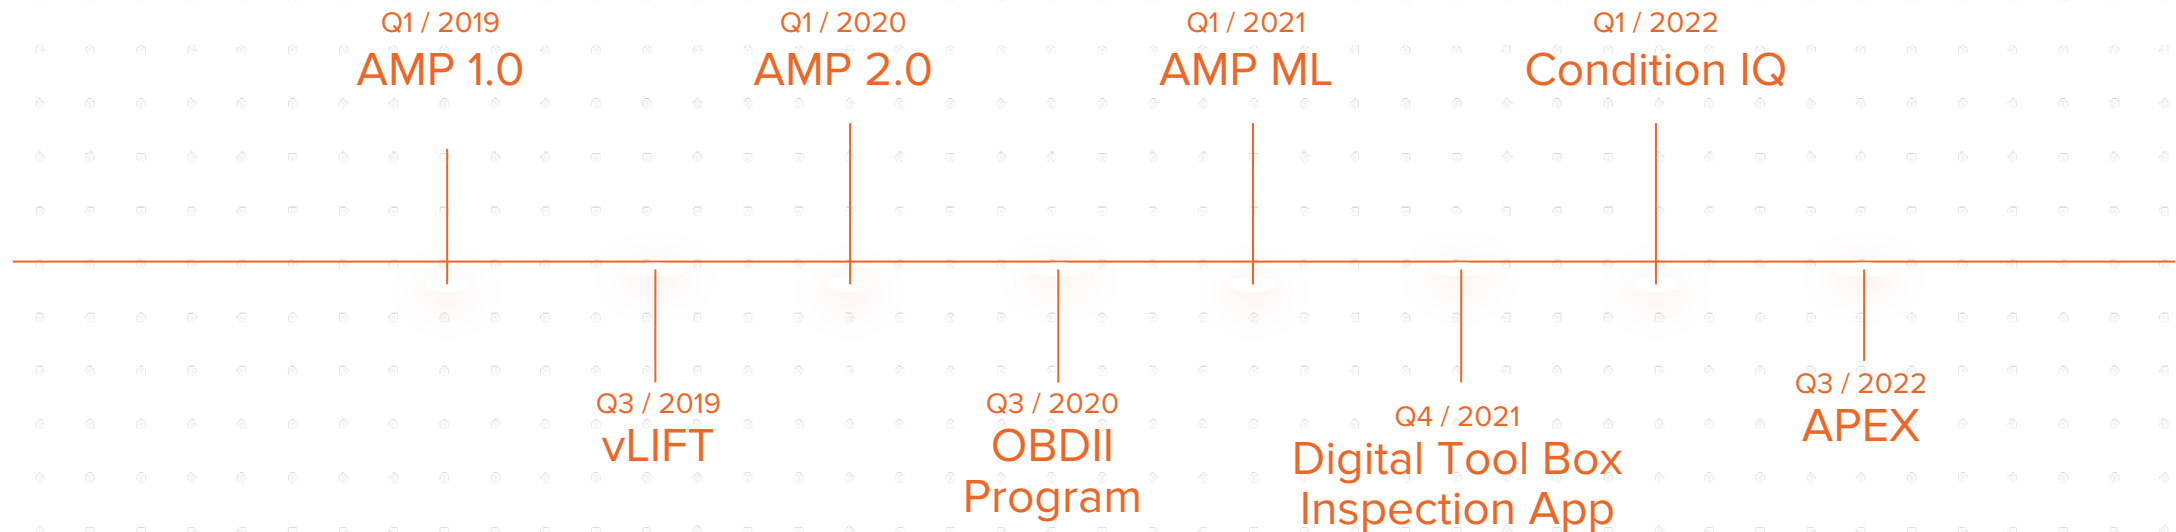 Q1 / 2019
AMP 1.0
Q1 / 2020
AMP 2.0
Q1 / 2021
AMP ML
Q1 / 2022
Condition IQ
Q3 / 2019
vLIFT
Q3 / 2020
OBDII
Program
Q4 / 2021
Digital Tool Box
Inspection App
Q3 / 2022
APEX